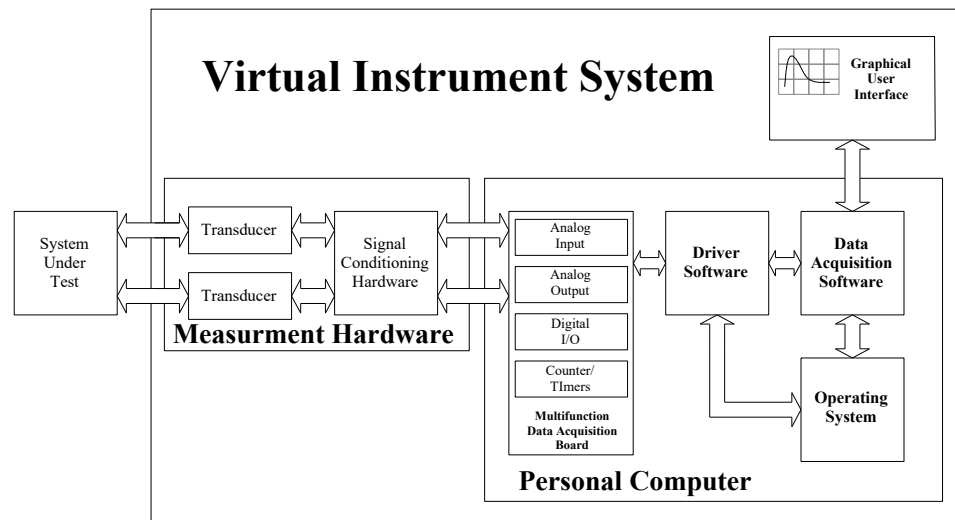 Virtual Instrument System
Graphical
User
Interface
System
Under
Test
Transducer
Transducer
Signal
Conditioning
Hardware
Measurment Hardware
Analog
Input
Analog
Output
Digital
I/O
Counter/
TImers
Multifunction
Data Acquisition
Board
Driver
Software
Data
Acquisition
Software
Operating
System
Personal Computer